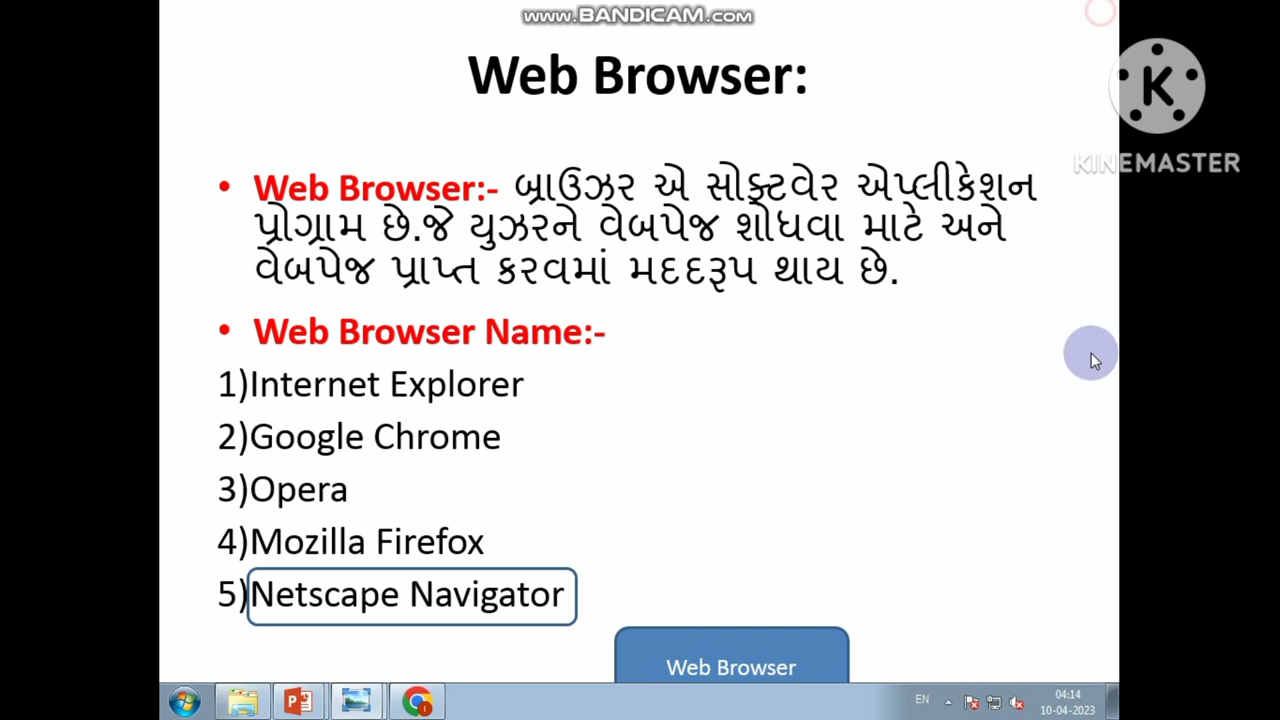 www.BANDICAM.com
Web Browser:
K
KINEMASTER
• Web Browser:- બ્રાઉઝર એ સોફ્ટવેર એપ્લીકેશન
પ્રોગ્રામ છે.જે યુઝરને વેબપેજ શોધવા માટે અને
વેબપેજ પ્રાપ્ત કરવમાં મદદરૂપ થાય છે.
• Web Browser Name:-
1)Internet Explorer
2)Google Chrome
3)Opera
4)Mozilla Firefox
5)Netscape Navigator
Web Browser
EN
04:14
10-04-2023